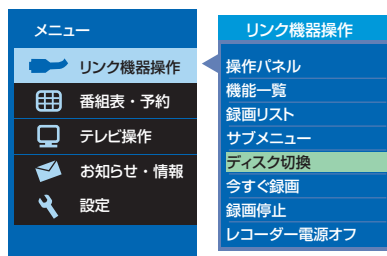 メニュー
リンク機器操作
番組表・予約
テレビ操作
お知らせ・情報
設定
リンク機器操作
操作パネル
機能一覧
録画リスト
サブメニュー
ディスク切換
今すぐ録画
録画停止
レコーダー電源オフ